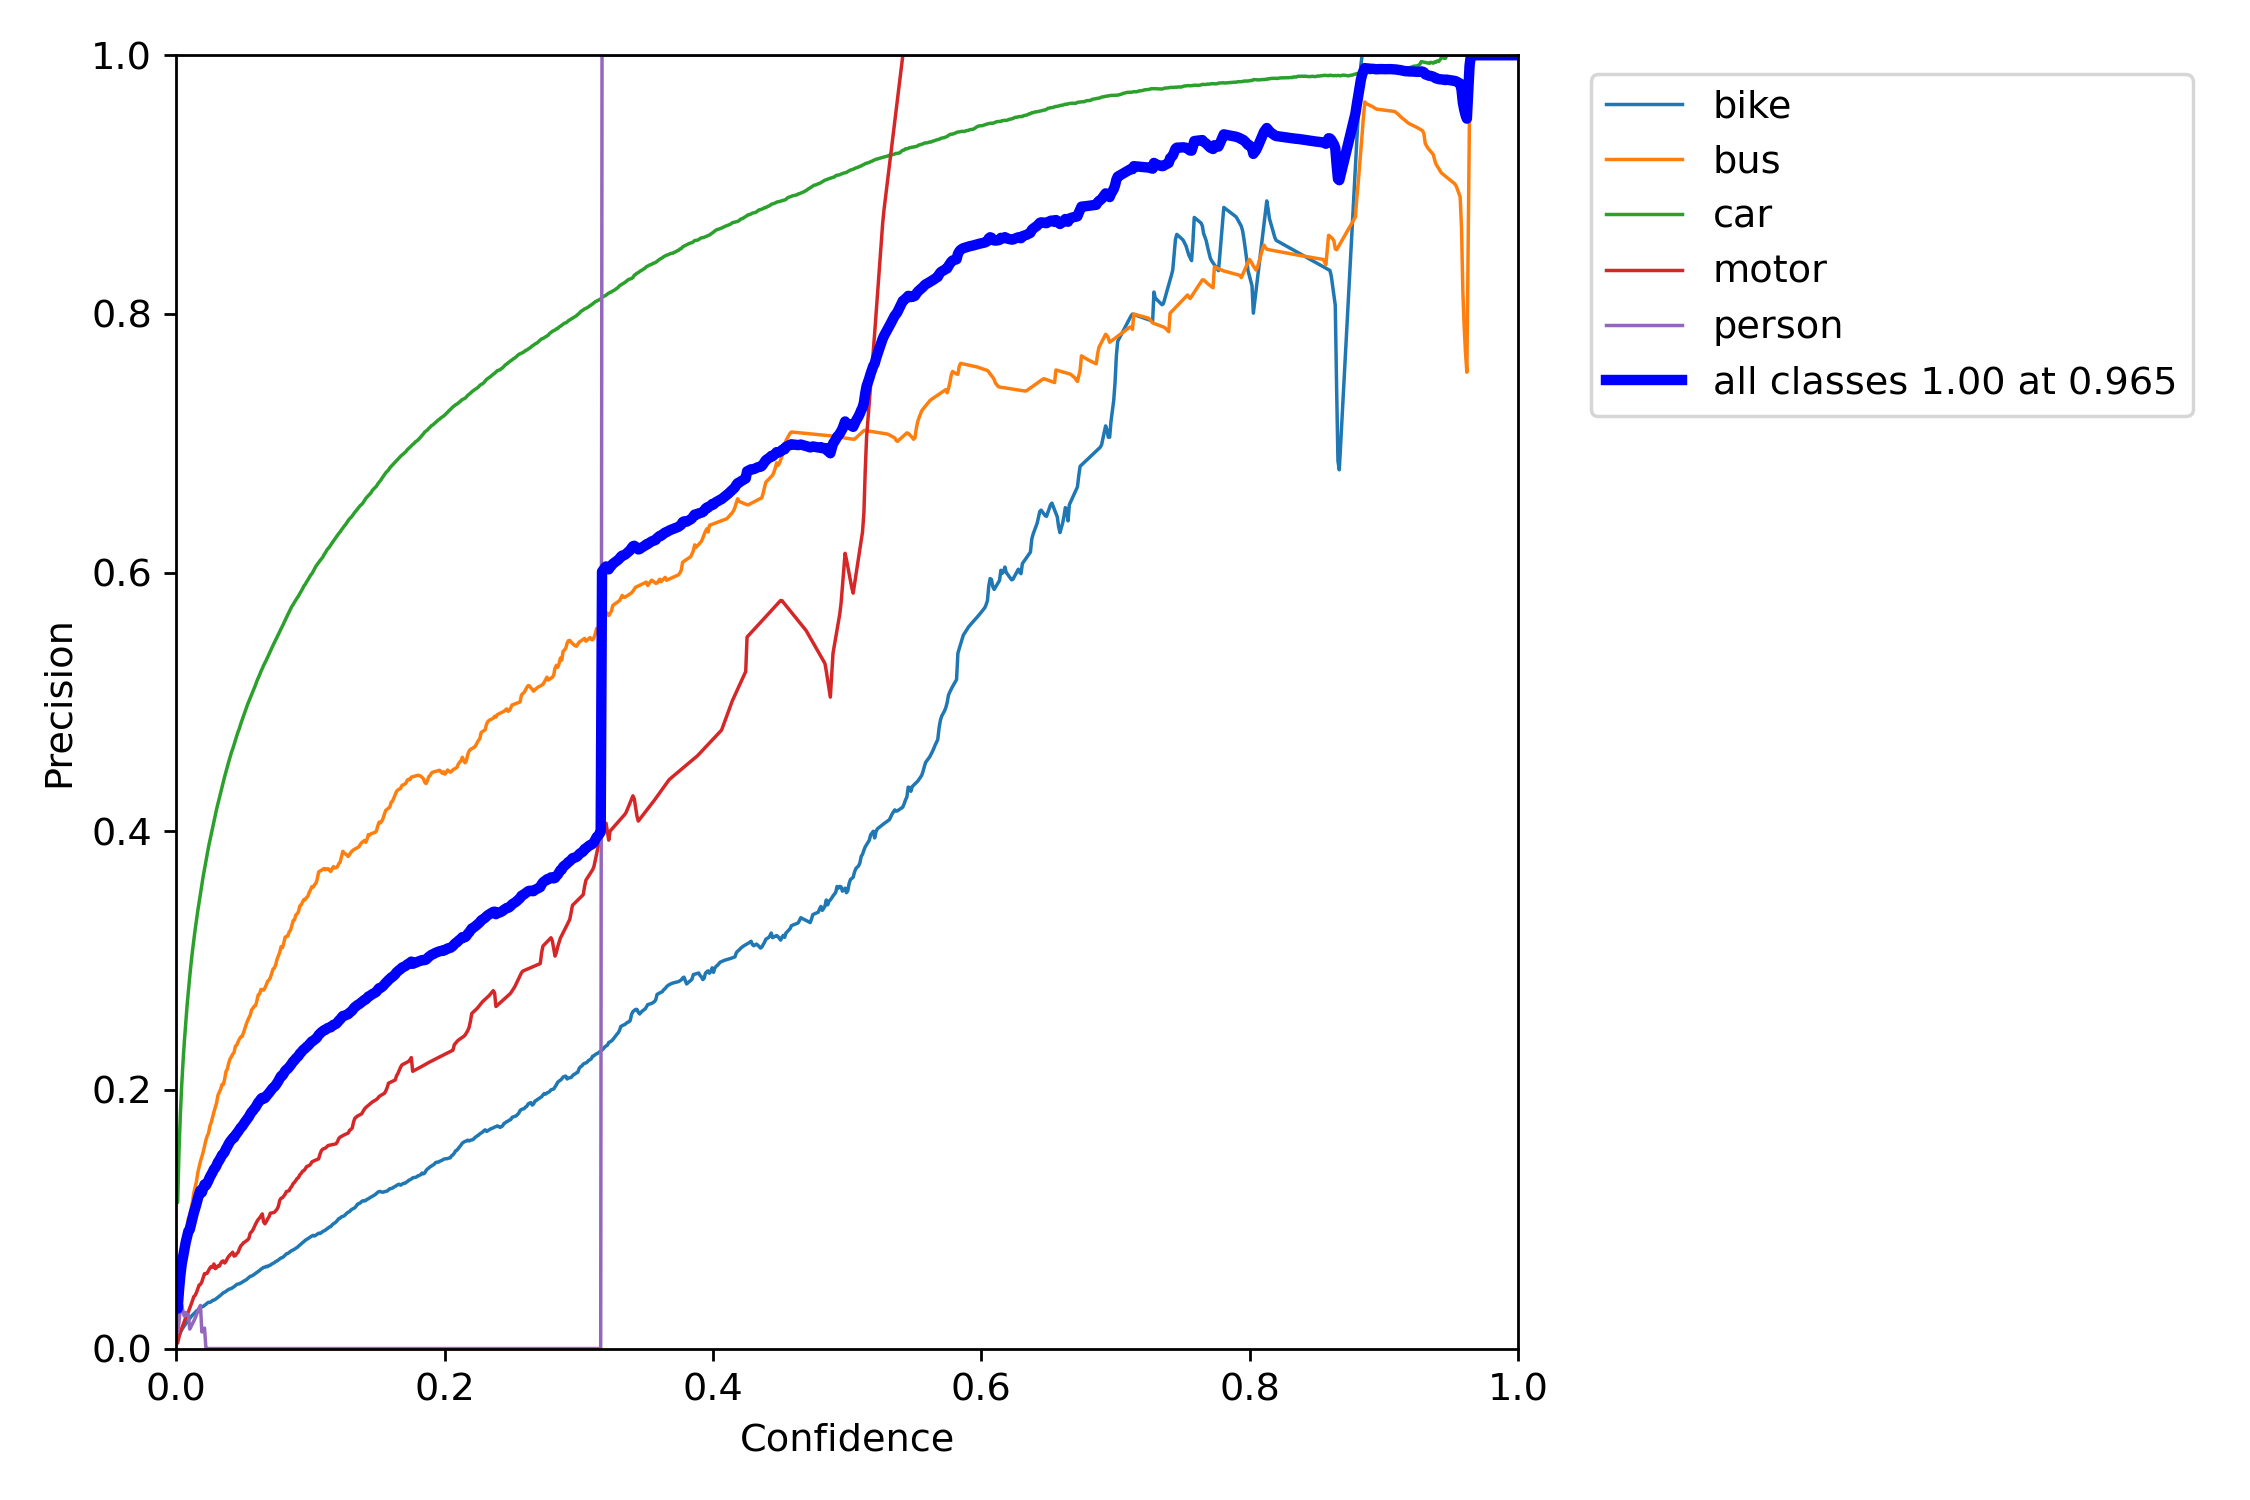 1.0
0.8
0.6
0.4
0.2
0.0
Precision
0.0 0.2 0.4 0.6 0.8 1.0
Confidence
bike
bus
car
motor
person
all classes 1.00 at 0.965